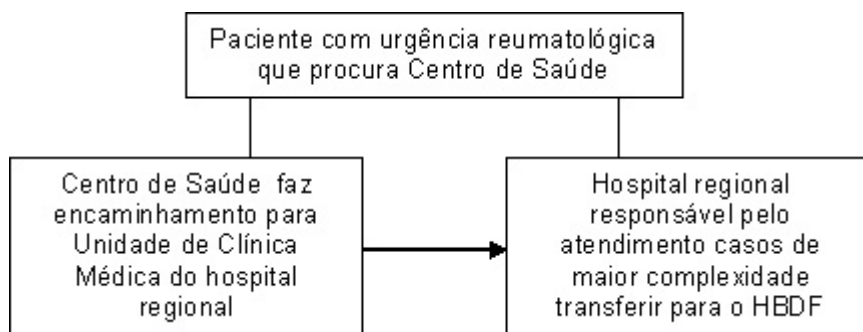 Paciente com urgência reumatológica
que procura Centro de Saúde
Centro de Saúde faz
encaminhamento para
Unidade de Clínica
Médica do hospital
regional
Hospital regional
responsável pelo
atendimento casos de
maior complexidade
transferir para o HBDF